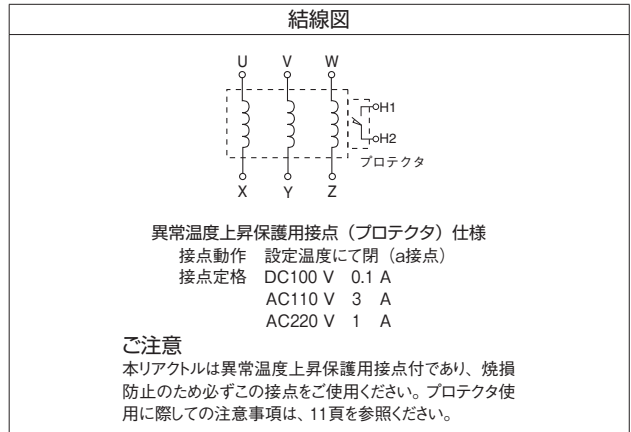 結線図
U V W
H1
H2
プロテクタ
X Y Z
異常温度上昇保護用接点（プロテクタ）仕様
接点動作 設定温度にて閉（a接点）
接点定格 DC100 V 0.1 A
AC110 V 3 A
AC220 V 1 A
ご注意
本リアクトルは異常温度上昇保護用接点付であり、焼損
防止のため必ずこの接点をご使用ください。プロテクタ使
用に際しての注意事項は、11頁を参照ください。